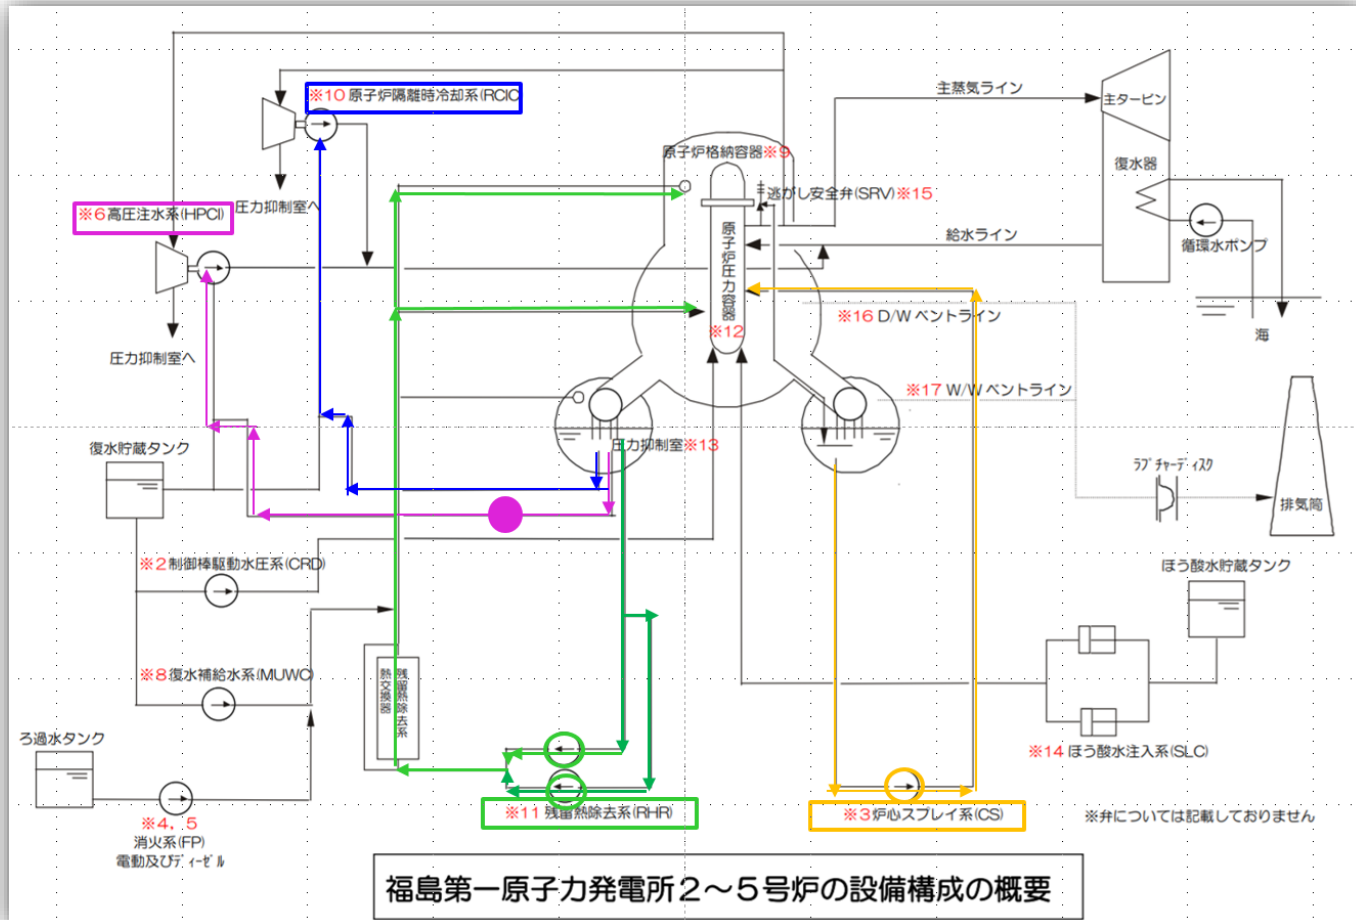 ※10 原子炉隔離時冷却系(RCIC
主蒸気ライン
主タービン
原子炉格納容器※9
復水器
逃がし安全弁(SRV)※15
※6 高圧注水系(HPCI)
圧力抑制室へ
原子炉圧力容器
※12
給水ライン
循環水ポンプ
※16 D/W ベントライン
海
圧力抑制室へ
※17 W/W ベントライン
復水貯蔵タンク
圧力抑制室※13
ラプチャーディスク
排気筒
※2 制御棒駆動水圧系(CRD)
ほう酸水貯蔵タンク
※8 復水補給水系(MUWC)
残留熱除去系
熱交換器
ろ過水タンク
※14 ほう酸水注入系(SLC)
※11 残留熱除去系(RHR)
※3 炉心スプレイ系(CS)
※弁については記載しておりません
※4，5
消火系(FP)
電動及びディーゼル
福島第一原子力発電所２～５号炉の設備構成の概要